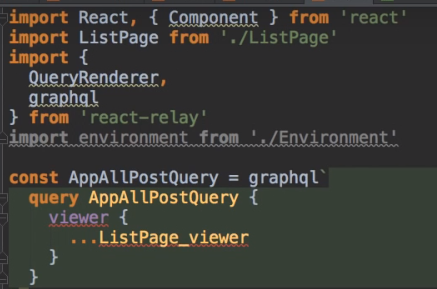 import React, { Component } from 'react'
import ListPage from './ListPage'
import {
  QueryRenderer,
  graphql
} from 'react-relay'
import environment from './Environment'

const AppAllPostQuery = graphql`
  query AppAllPostQuery {
    viewer {
      ...ListPage_viewer
    }
  }